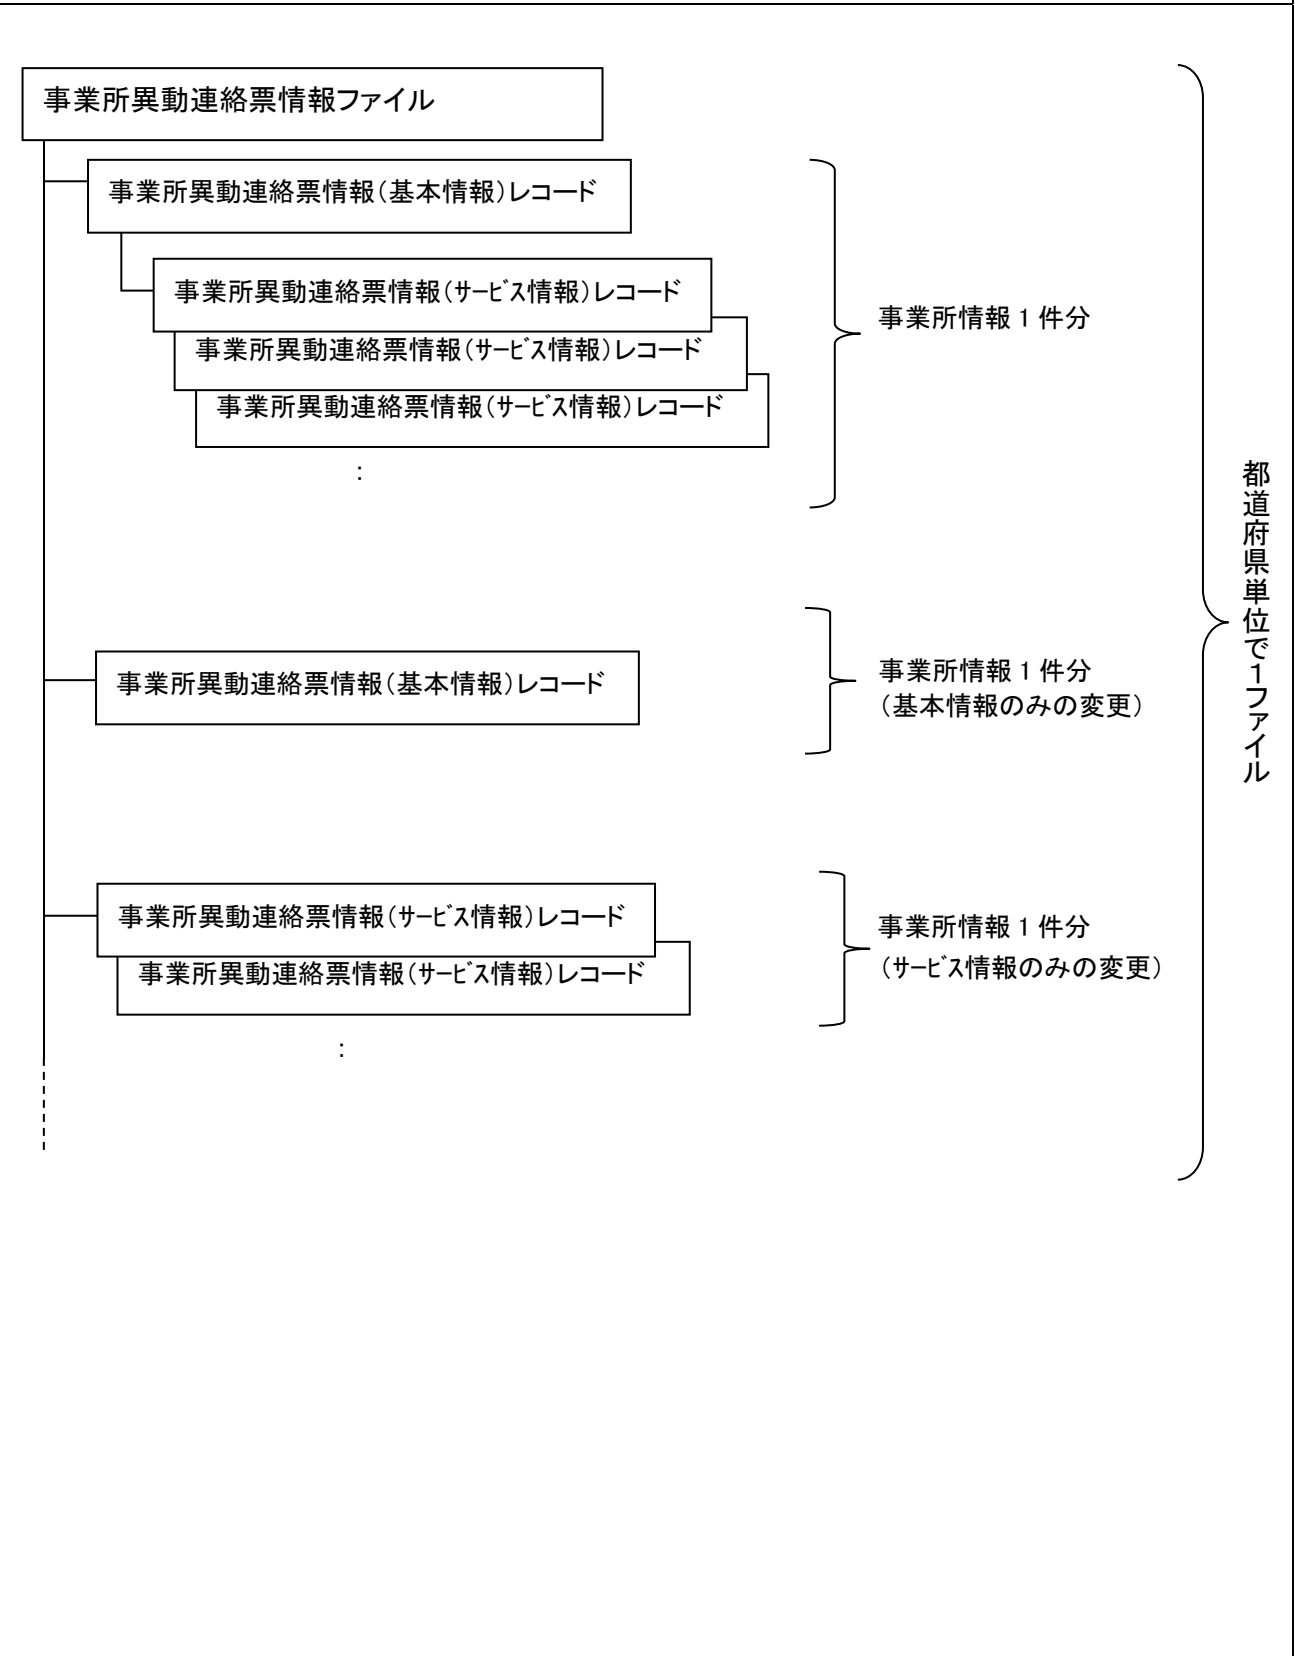 事業所異動連絡票情報ファイル
事業所異動連絡票情報（基本情報）レコード
事業所異動連絡票情報（ｻｰﾋﾞｽ情報）レコード
事業所異動連絡票情報（ｻｰﾋﾞｽ情報）レコード
事業所異動連絡票情報（ｻｰﾋﾞｽ情報）レコード
：
事業所情報１件分
事業所異動連絡票情報（基本情報）レコード
事業所情報１件分
（基本情報のみの変更）
事業所異動連絡票情報（ｻｰﾋﾞｽ情報）レコード
事業所異動連絡票情報（ｻｰﾋﾞｽ情報）レコード
：
事業所情報１件分
（ｻｰﾋﾞｽ情報のみの変更）
都道府県単位で１ファイル